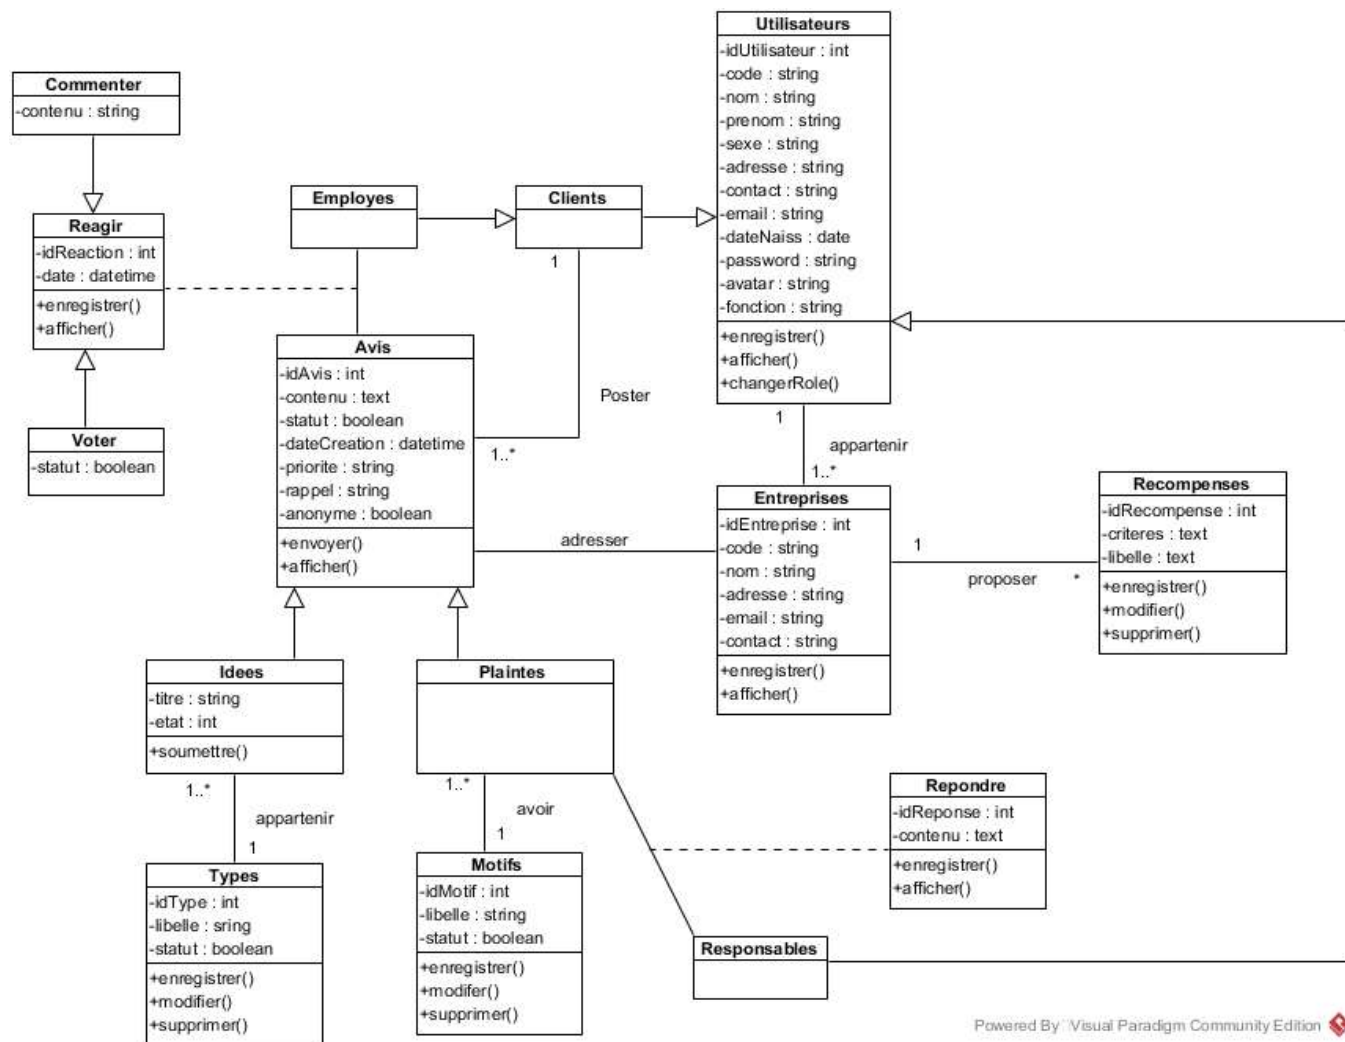 Utilisateurs
-idUtilisateur : int
-code : string
-nom : string
-prenom : string
-sexe : string
-adresse : string
-contact : string
-email : string
-dateNaiss : date
-password : string
-avatar : string
-fonction : string
+enregistrer()
+afficher()
+changerRole()
Commenter
-contenu : string
Reagir
-idReaction : int
-date : datetime
+enregistrer()
+afficher()
Voter
-statut : boolean
Employes
Clients
1
Poster
1..*
Avis
-idAvis : int
-contenu : text
-statut : boolean
-dateCreation : datetime
-priorite : string
-rappel : string
-anonyme : boolean
+envoyer()
+afficher()
adresser
1
appartenir
1..*
Entreprises
-idEntreprise : int
-code : string
-nom : string
-adresse : string
-email : string
-contact : string
+enregistrer()
+afficher()
1
proposer
*
Recompenses
-idRecompense : int
-criteres : text
-libelle : text
+enregistrer()
+modifier()
+supprimer()
Idees
-titre : string
-etat : int
+soumettre()
1..*
appartenir
1
Types
-idType : int
-libelle : sring
-statut : boolean
+enregistrer()
+modifier()
+supprimer()
Plaintes
1..*
avoir
1
Motifs
-idMotif : int
-libelle : string
-statut : boolean
+enregistrer()
+modifer()
+supprimer()
Repondre
-idReponse : int
-contenu : text
+enregistrer()
+afficher()
Responsables
Powered By Visual Paradigm Community Edition